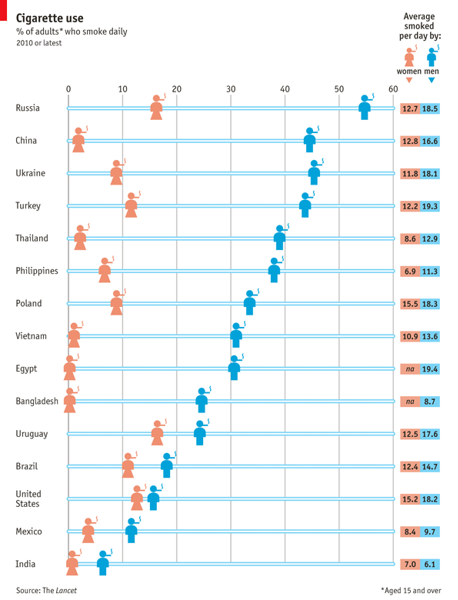 Cigarette use
% of adults* who smoke daily
2010 or latest
Average
smoked
per day by:
women men
0 10 20 30 40 50 60
Russia 12.7 18.5
China 12.8 16.6
Ukraine 11.8 18.1
Turkey 12.2 19.3
Thailand 8.6 12.9
Philippines 6.9 11.3
Poland 15.5 18.3
Vietnam 10.9 13.6
Egypt na 19.4
Bangladesh na 8.7
Uruguay 12.5 17.6
Brazil 12.4 14.7
United
States 15.2 18.2
Mexico 8.4 9.7
India 7.0 6.1
Source: The Lancet
*Aged 15 and over